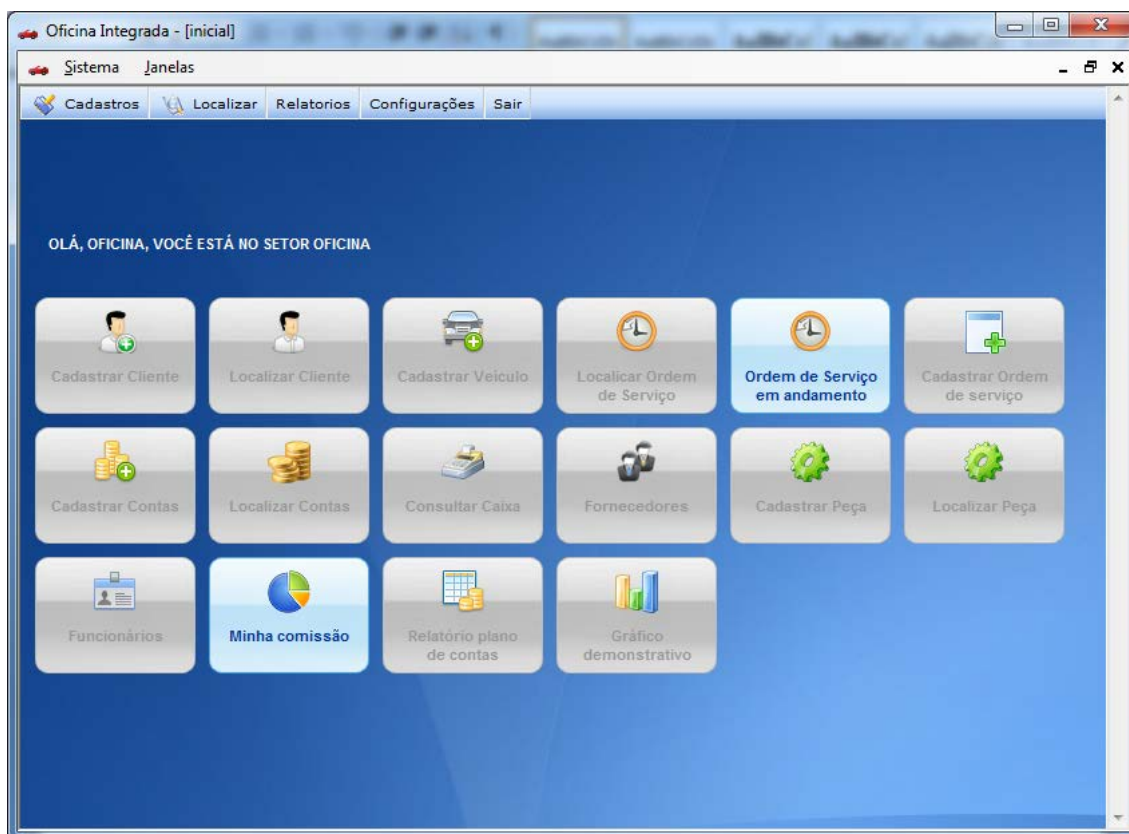 Oficina Integrada - [inicial]
Sistema Janelas
Cadastros Localizar Relatorios Configurações Sair
OLÁ, OFICINA, VOCÊ ESTÁ NO SETOR OFICINA
Cadastrar Cliente
Localizar Cliente
Cadastrar Veiculo
Localicar Ordem
de Serviço
Ordem de Serviço
em andamento
Cadastrar Ordem
de serviço
Cadastrar Contas
Localizar Contas
Consultar Caixa
Fornecedores
Cadastrar Peça
Localizar Peça
Funcionários
Minha comissão
Relatório plano
de contas
Gráfico
demonstrativo